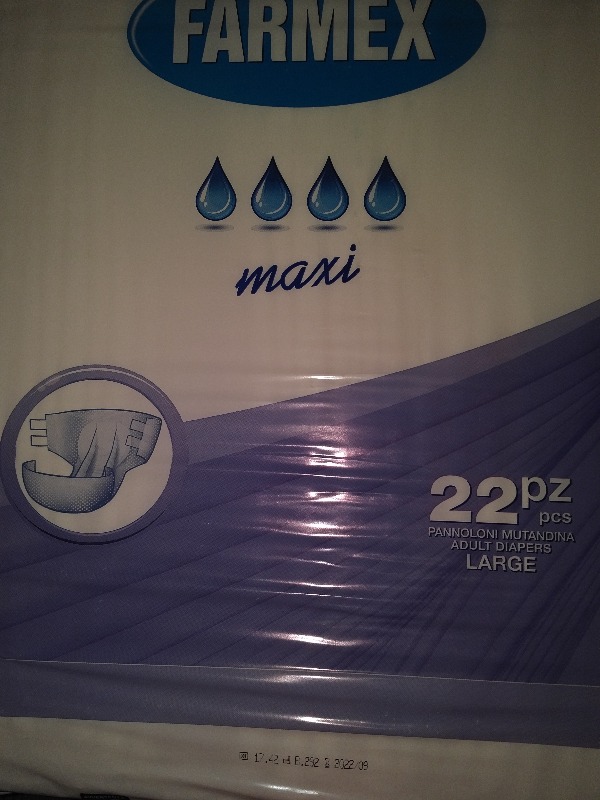 FARMEX
maxi
22pz
pcs
PANNOLONI MUTANDINA
ADULT DIAPERS
LARGE